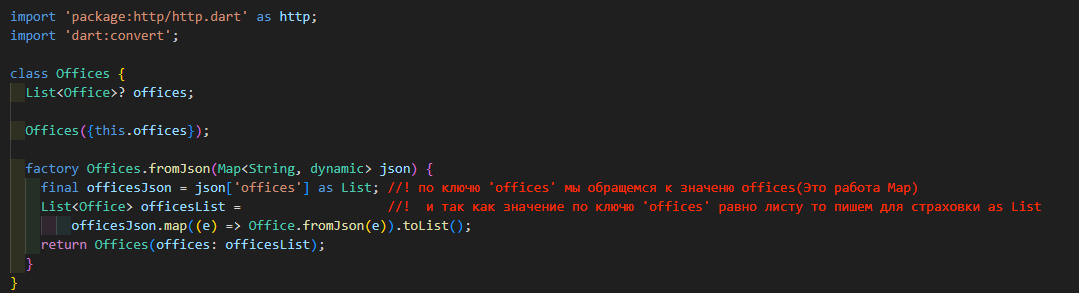 import 'package:http/http.dart' as http;
import 'dart:convert';
class Offices {
List<Office>? offices;
Offices({this.offices});
factory Offices.fromJson(Map<String, dynamic> json) {
final officesJson = json['offices'] as List; //! по ключю 'offices' мы обращемся к значеню offices(Это работа Map)
List<Office> officesList = //! и так как значение по ключю 'offices' равно листу то пишем для страховки as List
officesJson.map((e) => Office.fromJson(e)).toList();
return Offices(offices: officesList);
}
}